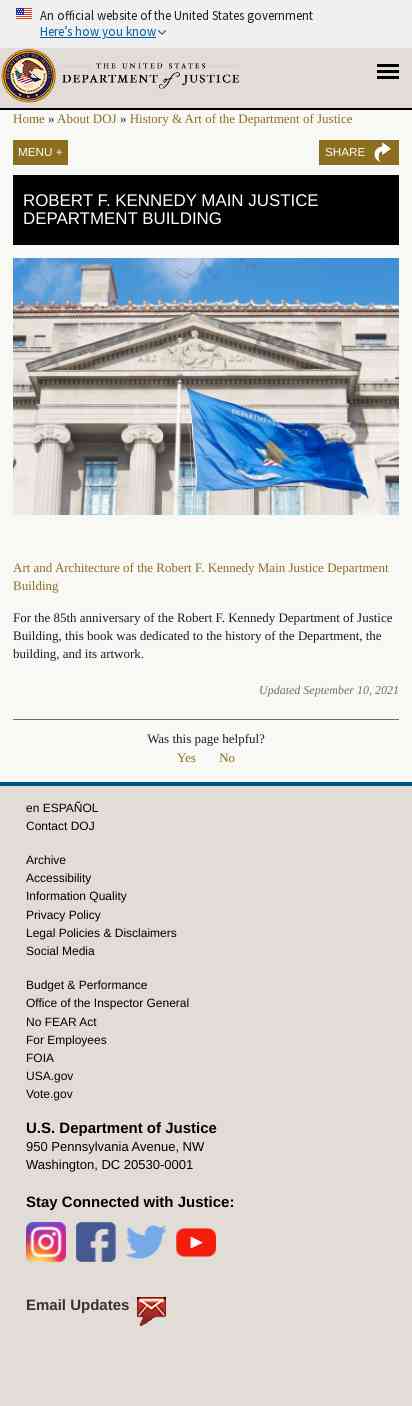 An official website of the United States government
Here's how you know
THE UNITED STATES
DEPARTMENT of JUSTICE
Home » About DOJ » History & Art of the Department of Justice
MENU +
SHARE
ROBERT F. KENNEDY MAIN JUSTICE
DEPARTMENT BUILDING
Art and Architecture of the Robert F. Kennedy Main Justice Department
Building
For the 85th anniversary of the Robert F. Kennedy Department of Justice
Building, this book was dedicated to the history of the Department, the
building, and its artwork.
Updated September 10, 2021
Was this page helpful?
Yes No
en ESPAÑOL
Contact DOJ
Archive
Accessibility
Information Quality
Privacy Policy
Legal Policies & Disclaimers
Social Media
Budget & Performance
Office of the Inspector General
No FEAR Act
For Employees
FOIA
USA.gov
Vote.gov
U.S. Department of Justice
950 Pennsylvania Avenue, NW
Washington, DC 20530-0001
Stay Connected with Justice:
Email Updates